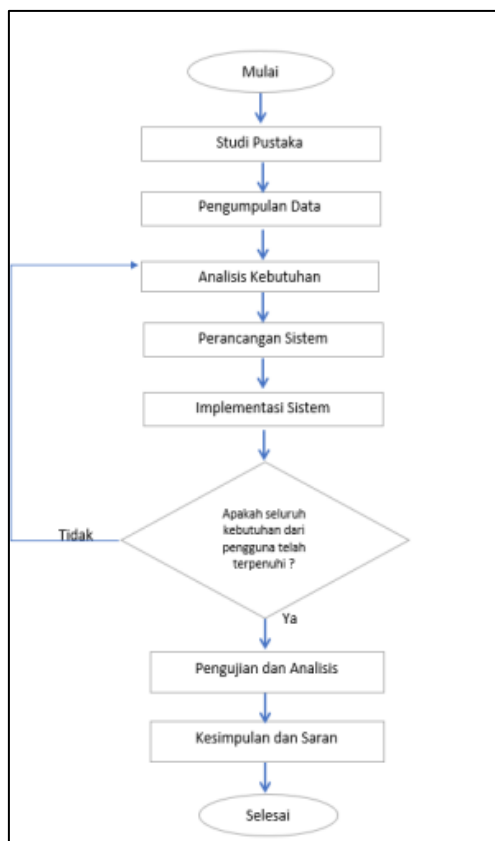 Mulai
Studi Pustaka
Pengumpulan Data
Analisis Kebutuhan
Perancangan Sistem
Implementasi Sistem
Apakah seluruh
kebutuhan dari
pengguna telah
terpenuhi ?
Tidak
Ya
Pengujian dan Analisis
Kesimpulan dan Saran
Selesai